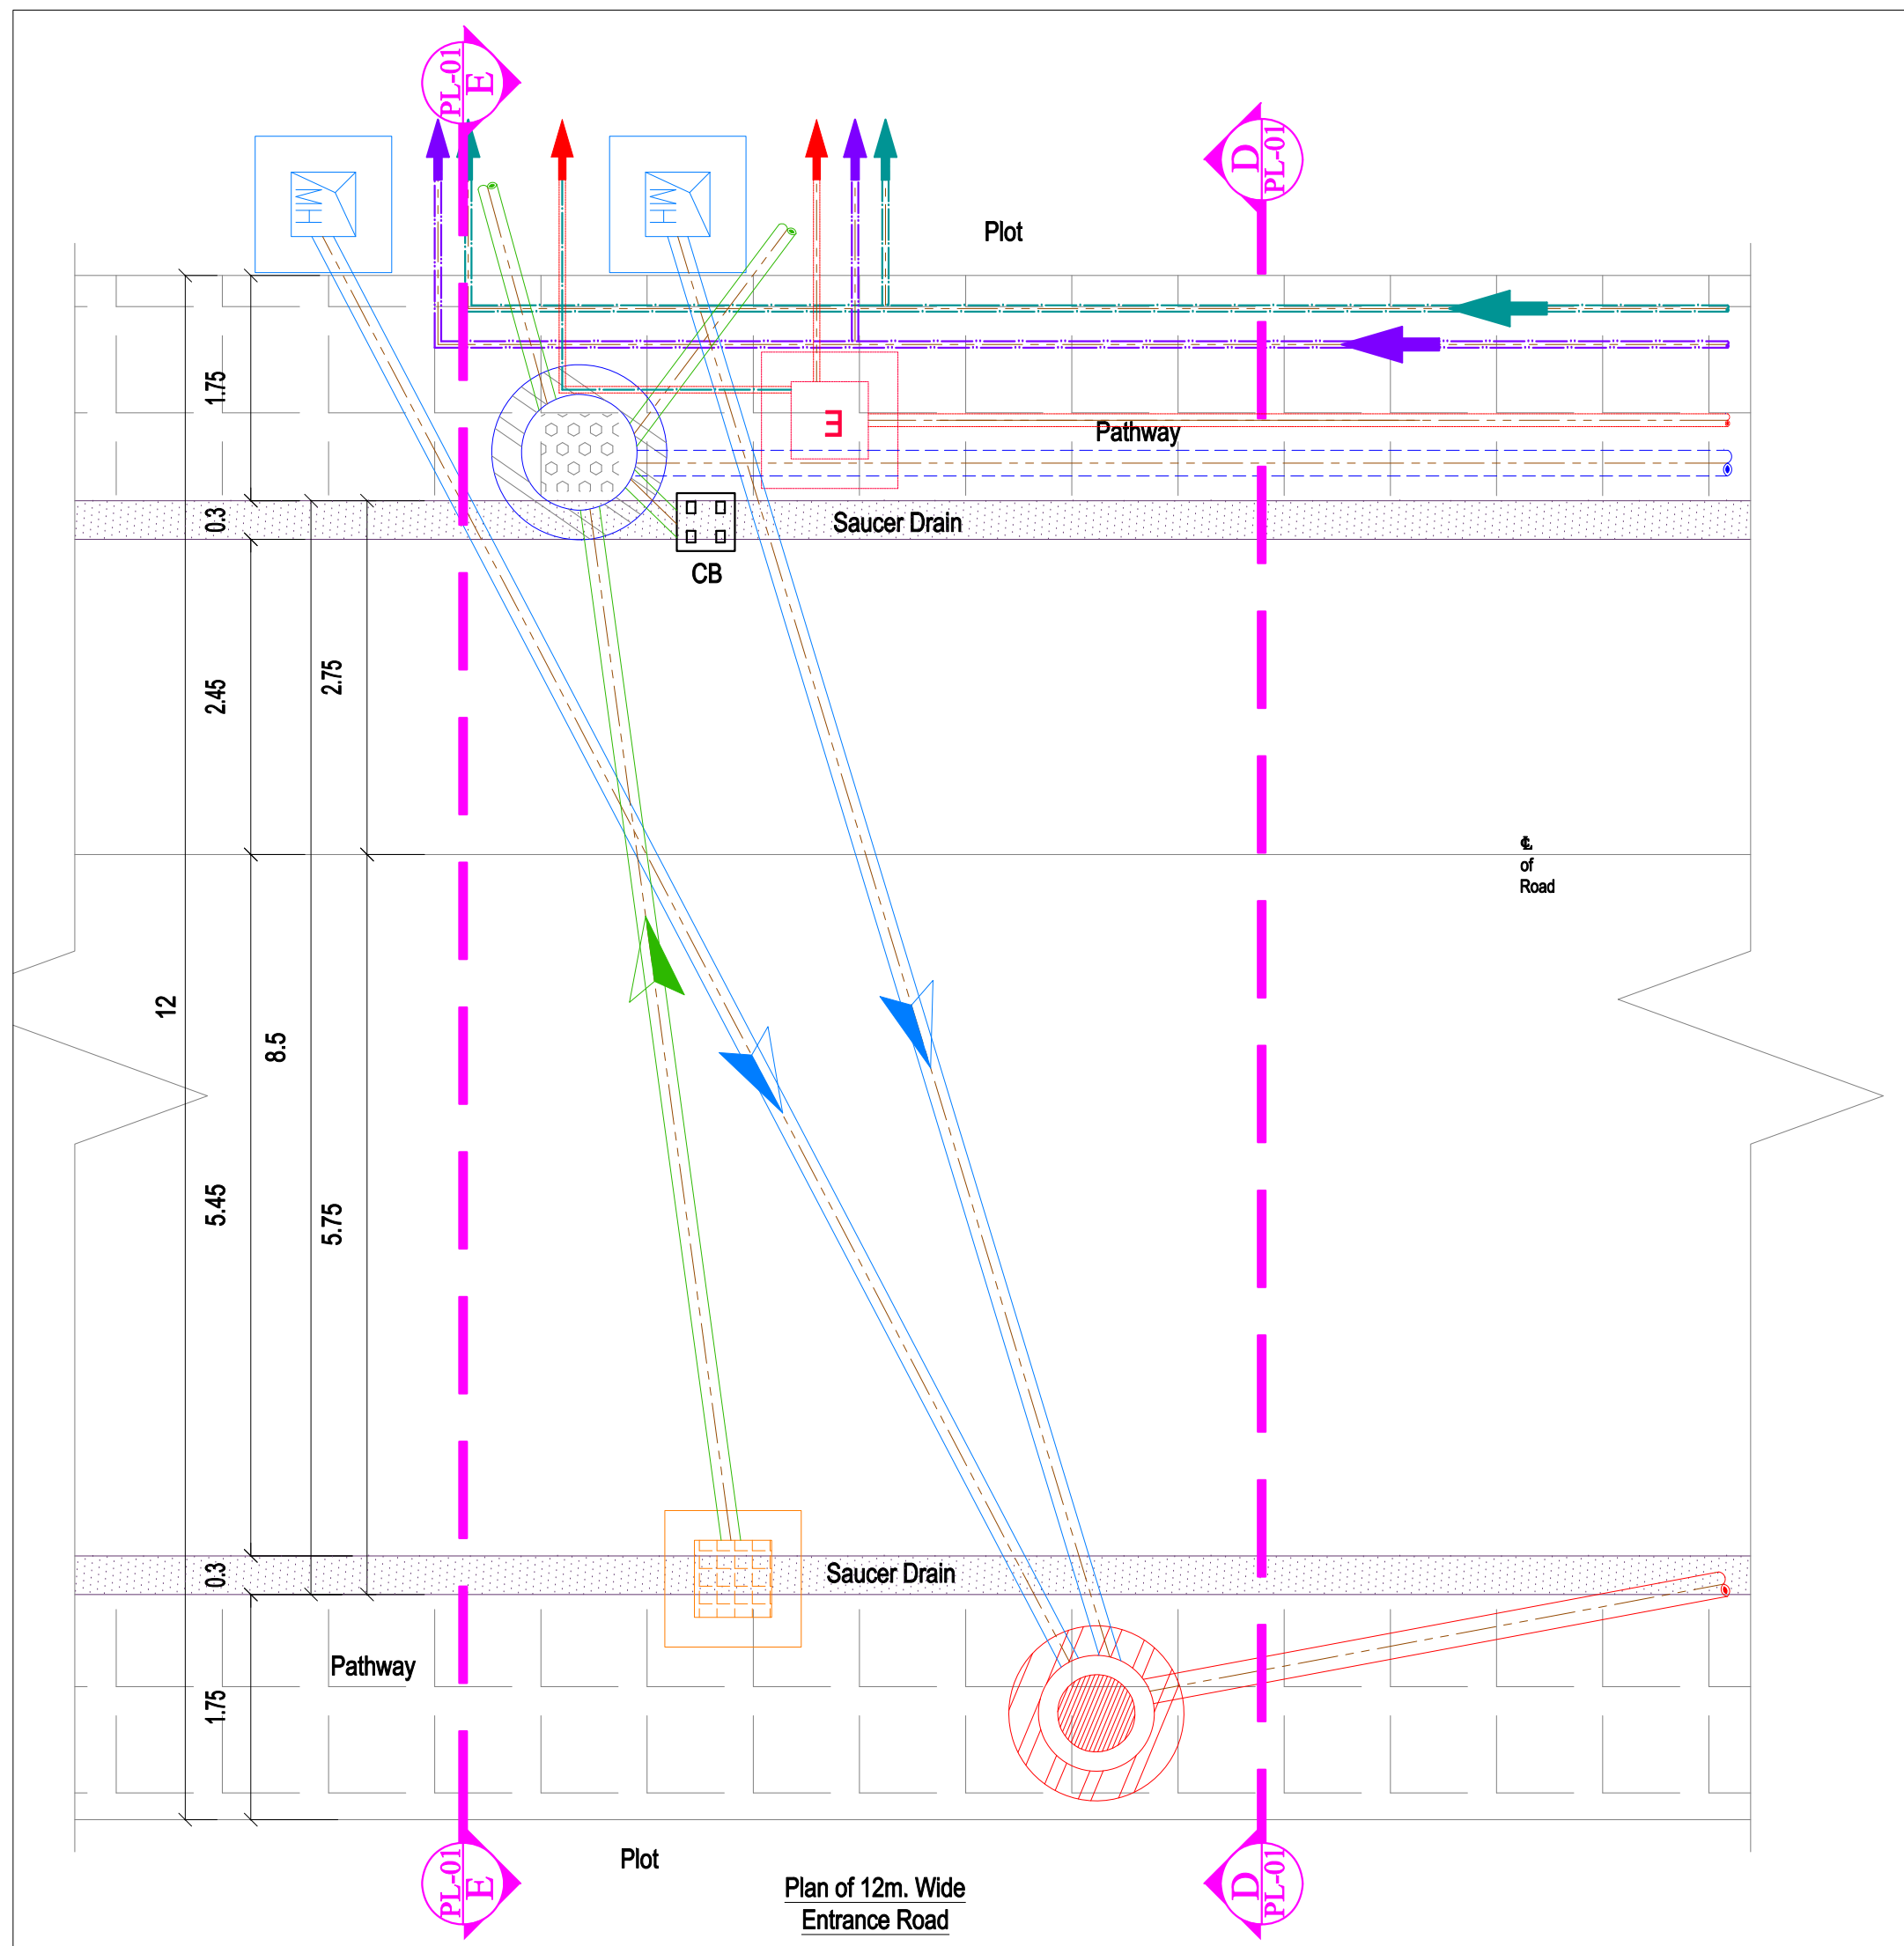 PL-01
E
D
PL-01
HM
HM
Plot
1.75
E
Pathway
0.3
Saucer Drain
CB
2.75
2.45
℄
of
Road
12
8.5
5.45
5.75
0.3
Saucer Drain
Pathway
1.75
Plot
PL-01
E
D
PL-01
Plan of 12m. Wide
Entrance Road